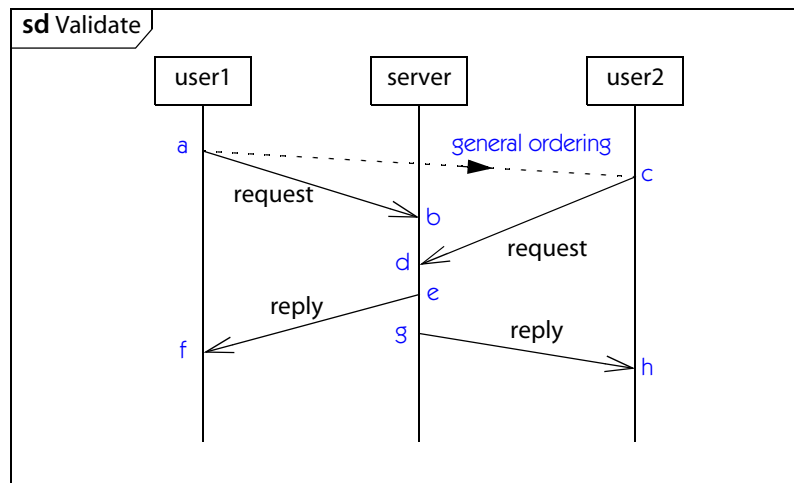 sd Validate
user1
server
user2
a
general ordering
c
request
b
request
d
e
reply
f
g
reply
h